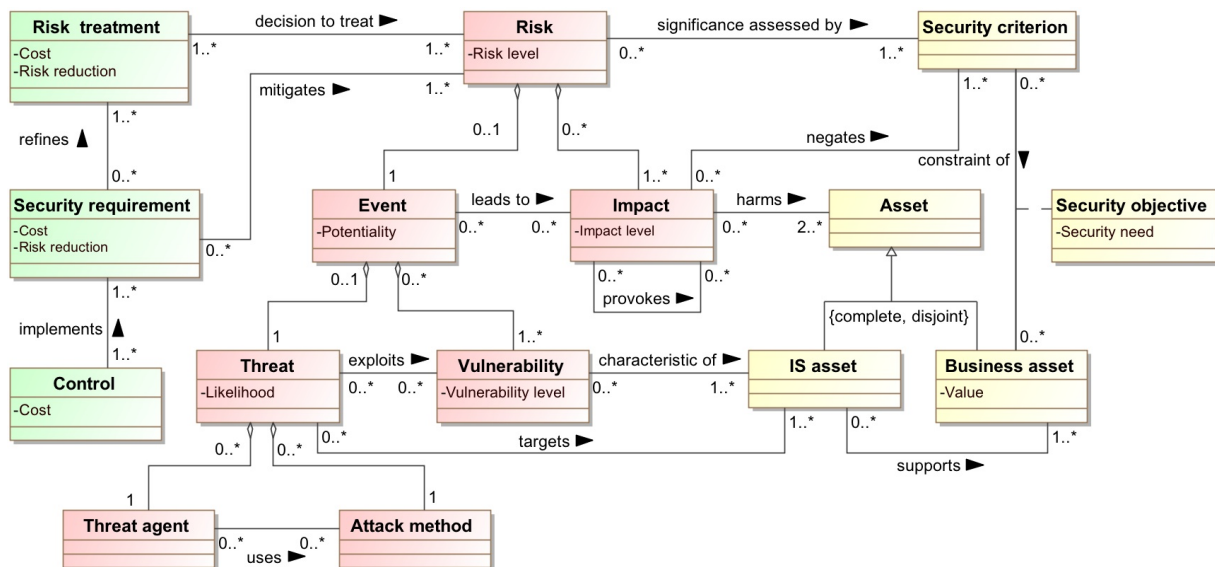 decision to treat
Risk treatment
-Cost
-Risk reduction
1..*
1..*
Risk
-Risk level
significance assessed by
0..*
1..*
Security criterion
mitigates
1..*
1..*
refines
0..*
0..1
0..*
negates
1..*
0..*
constraint of
Security requirement
-Cost
-Risk reduction
0..*
1
Event
-Potentiality
leads to
0..*
0..*
1..*
0..*
Impact
-Impact level
harms
0..*
2..*
Asset
Security objective
-Security need
0..1
0..*
0..*
0..*
provokes
1..*
implements
1..*
{complete, disjoint}
0..*
Control
-Cost
1
Threat
-Likelihood
exploits
0..*
0..*
1..*
Vulnerability
-Vulnerability level
characteristic of
0..*
1..*
IS asset
Business asset
-Value
0..*
0..*
0..*
targets
1..*
0..*
supports
1..*
1
1
Threat agent
0..*
uses
0..*
Attack method